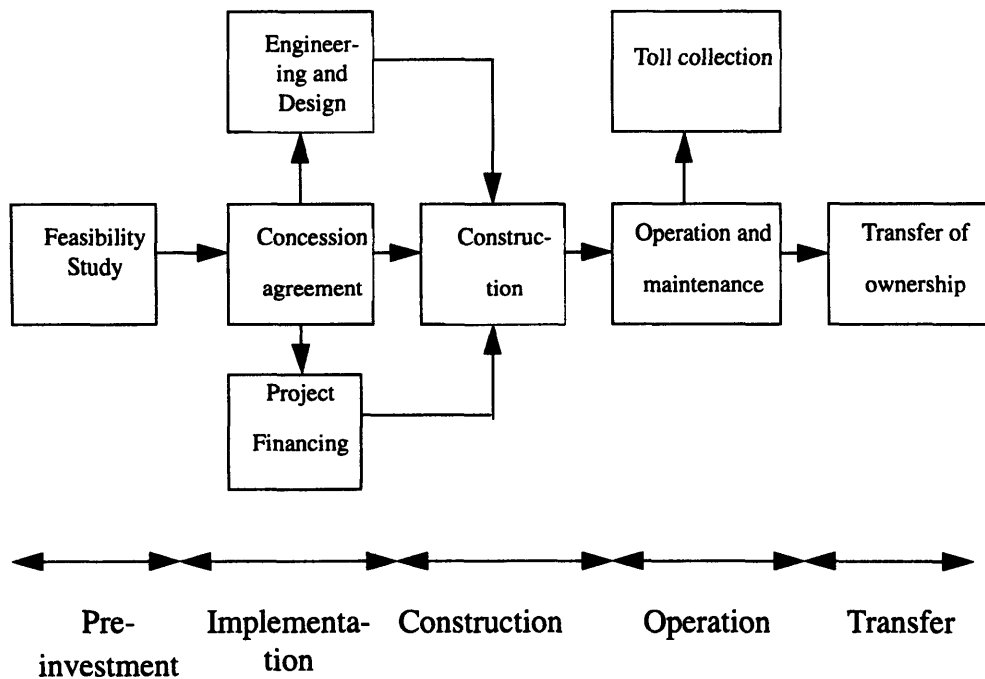 Engineer-
ing and
Design
Toll collection
Feasibility
Study
Concession
agreement
Construc-
tion
Operation and
maintenance
Transfer of
ownership
Project
Financing
Pre-
investment
Implementa-
tion
Construction
Operation
Transfer